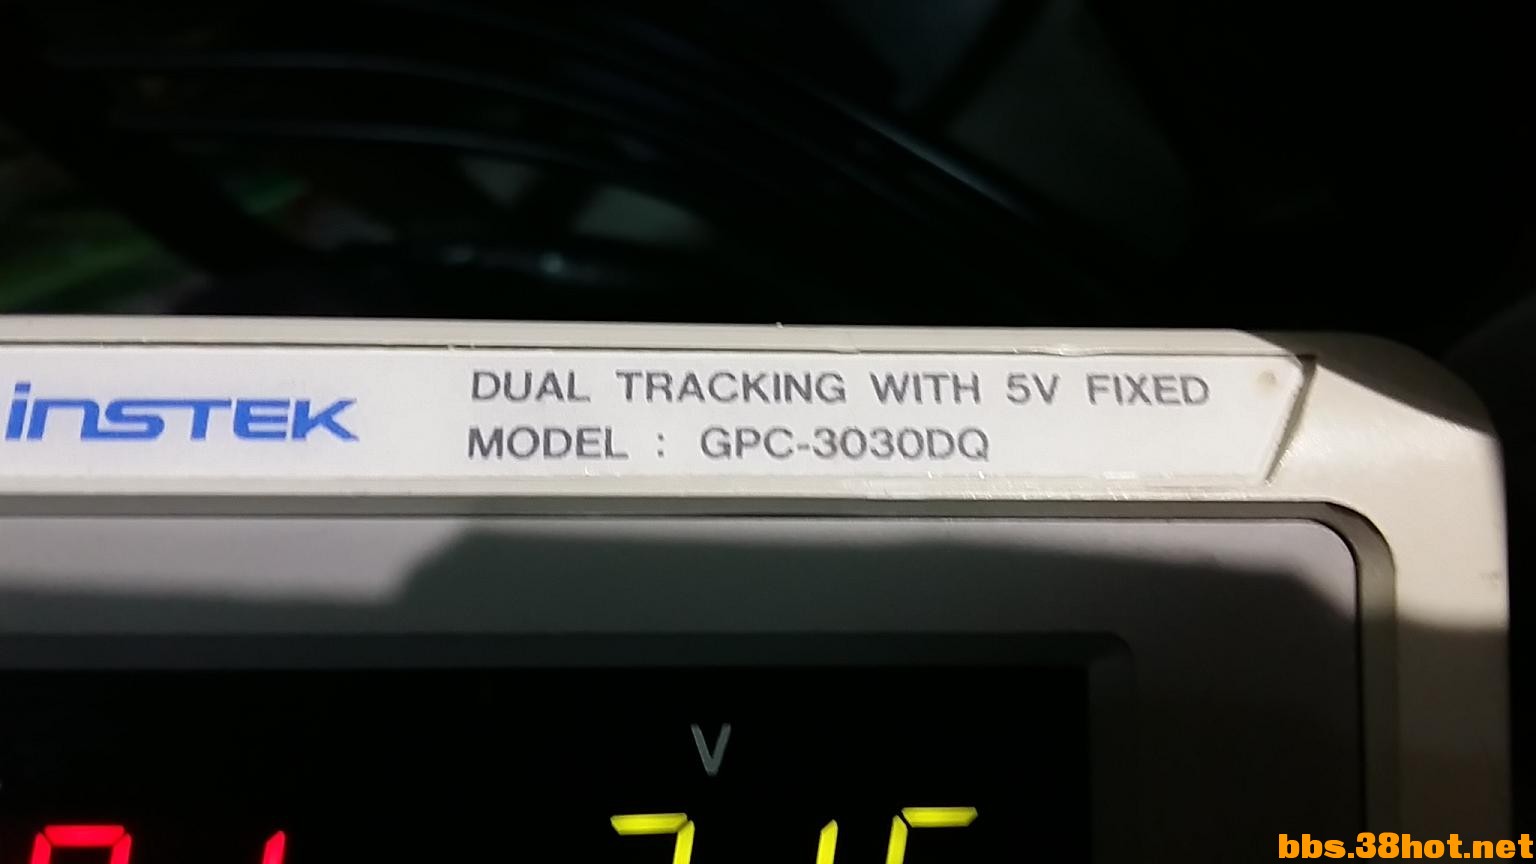 INSTEK
DUAL TRACKING WITH 5V FIXED
MODEL : GPC-3030DQ
V
bbs.38hot.net